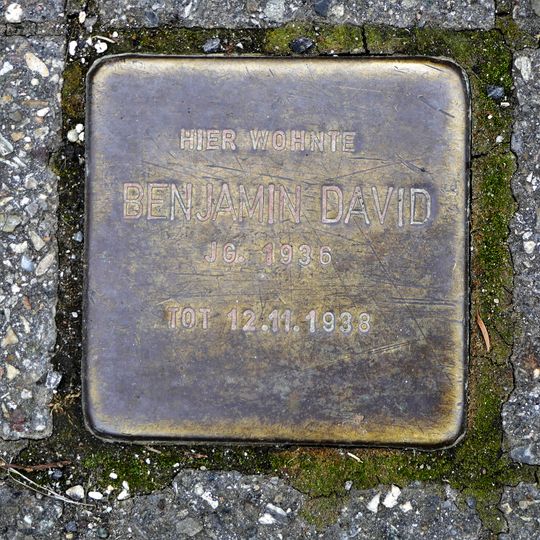 HIER WOHNTE
BENJAMIN DAVID
JG. 1936
TOT 12.11.1938